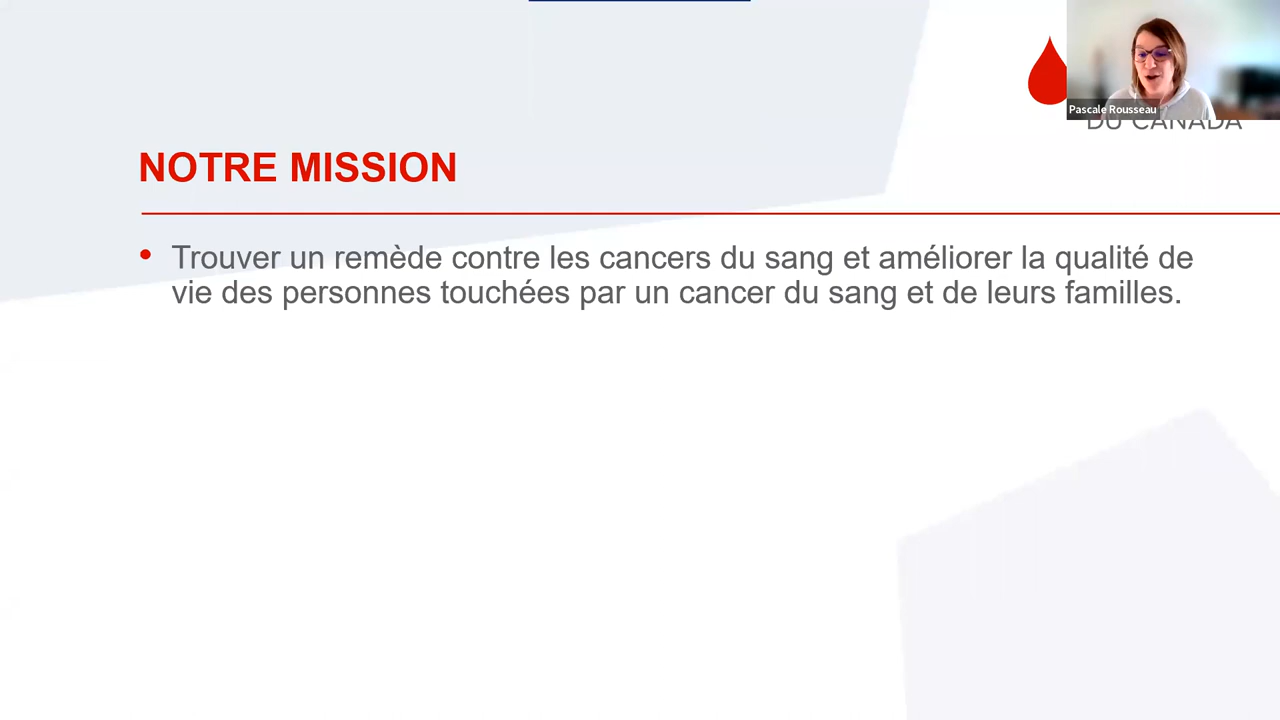 Pascale Rousseau
DU CANADA
NOTRE MISSION
• Trouver un remède contre les cancers du sang et améliorer la qualité de
vie des personnes touchées par un cancer du sang et de leurs familles.